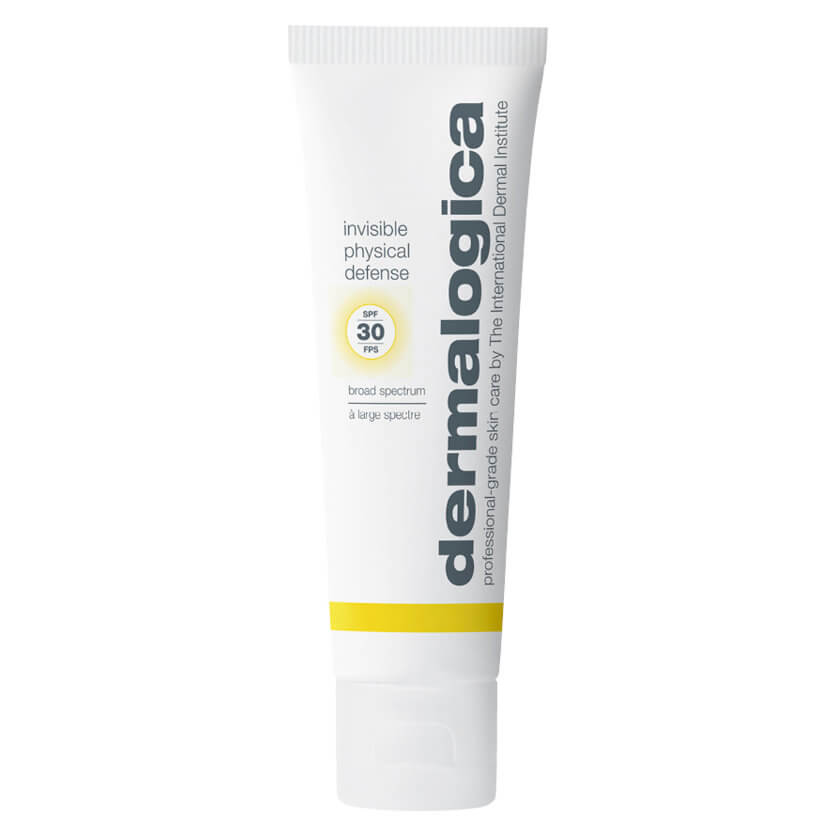 invisible
physical
defense
SPF
30
FPS
broad spectrum
à large spectre
dermalogica
professional-grade skin care by The International Dermal Institute